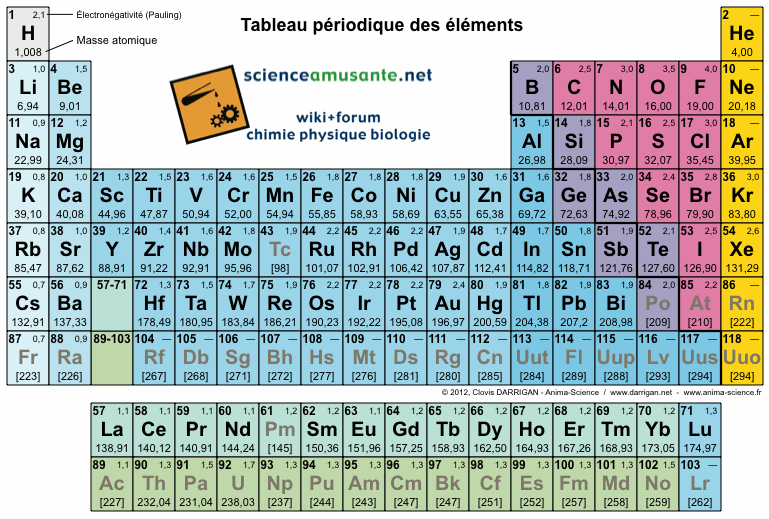 Tableau périodique des éléments
1 2,1 Électronégativité (Pauling) 2 —
H He
1,008 Masse atomique 4,00
scienceamusante.net
wiki+forum
chimie physique biologie
3 1,0 4 1,5 5 2,0 6 2,5 7 3,0 8 3,5 9 4,0 10 —
Li Be B C N O F Ne
6,94 9,01 10,81 12,01 14,01 16,00 19,00 20,18
11 0,9 12 1,2 13 1,5 14 1,8 15 2,1 16 2,5 17 3,0 18 —
Na Mg Al Si P S Cl Ar
22,99 24,31 26,98 28,09 30,97 32,07 35,45 39,95
19 0,8 20 1,0 21 1,3 22 1,5 23 1,6 24 1,6 25 1,5 26 1,8 27 1,8 28 1,8 29 1,9 30 1,6 31 1,6 32 1,8 33 2,0 34 2,4 35 2,8 36 3,0
K Ca Sc Ti V Cr Mn Fe Co Ni Cu Zn Ga Ge As Se Br Kr
39,10 40,08 44,96 47,87 50,94 52,00 54,94 55,85 58,93 58,69 63,55 65,38 69,72 72,63 74,92 78,96 79,90 83,80
37 0,8 38 1,0 39 1,2 40 1,4 41 1,6 42 1,8 43 1,9 44 2,2 45 2,2 46 2,2 47 1,9 48 1,7 49 1,7 50 1,8 51 1,9 52 2,1 53 2,5 54 2,6
Rb Sr Y Zr Nb Mo Tc Ru Rh Pd Ag Cd In Sn Sb Te I Xe
85,47 87,62 88,91 91,22 92,91 95,96 [98] 101,07 102,91 106,42 107,87 112,41 114,82 118,71 121,76 127,60 126,90 131,29
55 0,7 56 0,9 57-71 72 1,3 73 1,5 74 1,7 75 1,9 76 2,2 77 2,2 78 2,2 79 2,4 80 1,9 81 1,8 82 1,9 83 1,9 84 2,0 85 2,2 86 —
Cs Ba Hf Ta W Re Os Ir Pt Au Hg Tl Pb Bi Po At Rn
132,91 137,33 178,49 180,95 183,84 186,21 190,23 192,22 195,08 196,97 200,59 204,38 207,2 208,98 [209] [210] [222]
87 0,7 88 0,9 89-103 104 — 105 — 106 — 107 — 108 — 109 — 110 — 111 — 112 — 113 — 114 — 115 — 116 — 117 — 118 —
Fr Ra Rf Db Sg Bh Hs Mt Ds Rg Cn Uut Fl Uup Lv Uus Uuo
[223] [226] [267] [268] [271] [272] [277] [276] [281] [280] [285] [284] [289] [288] [293] [294] [294]
© 2012, Clovis DARRIGAN - Anima-Science / www.darrigan.net - www.anima-science.fr
57 1,1 58 1,1 59 1,1 60 1,1 61 1,2 62 1,2 63 1,1 64 1,2 65 1,2 66 1,2 67 1,2 68 1,2 69 1,2 70 1,2 71 1,3
La Ce Pr Nd Pm Sm Eu Gd Tb Dy Ho Er Tm Yb Lu
138,91 140,12 140,91 144,24 [145] 150,36 151,96 157,25 158,93 162,50 164,93 167,26 168,93 173,05 174,97
89 1,1 90 1,3 91 1,5 92 1,7 93 1,3 94 1,3 95 1,3 96 1,3 97 1,3 98 1,3 99 1,3 100 1,3 101 1,3 102 1,5 103 —
Ac Th Pa U Np Pu Am Cm Bk Cf Es Fm Md No Lr
[227] 232,04 231,04 238,03 [237] [244] [243] [247] [247] [251] [252] [257] [258] [259] [262]